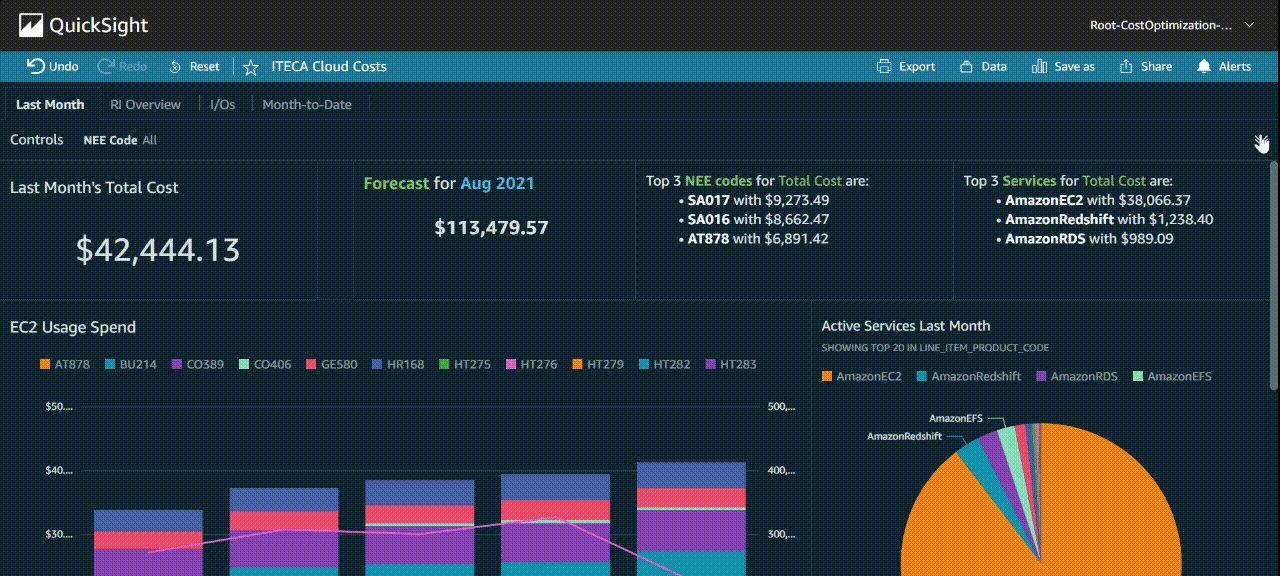 QuickSight
Root-CostOptimization-...
Undo Redo Reset ITECA Cloud Costs Export Data Save as Share Alerts
Last Month RI Overview I/Os Month-to-Date
Controls NEE Code All
Last Month's Total Cost
$42,444.13
Forecast for Aug 2021
$113,479.57
Top 3 NEE codes for Total Cost are:
• SA017 with $9,273.49
• SA016 with $8,662.47
• AT878 with $6,891.42
Top 3 Services for Total Cost are:
• AmazonEC2 with $38,066.37
• AmazonRedshift with $1,238.40
• AmazonRDS with $989.09
EC2 Usage Spend
AT878 BU214 CO389 CO406 GE580 HR168 HT275 HT276 HT279 HT282 HT283
$50.... 500,...
$40.... 400,...
$30.... 300,...
Active Services Last Month
SHOWING TOP 20 IN LINE_ITEM_PRODUCT_CODE
AmazonEC2 AmazonRedshift AmazonRDS AmazonEFS
AmazonEFS
AmazonRedshift